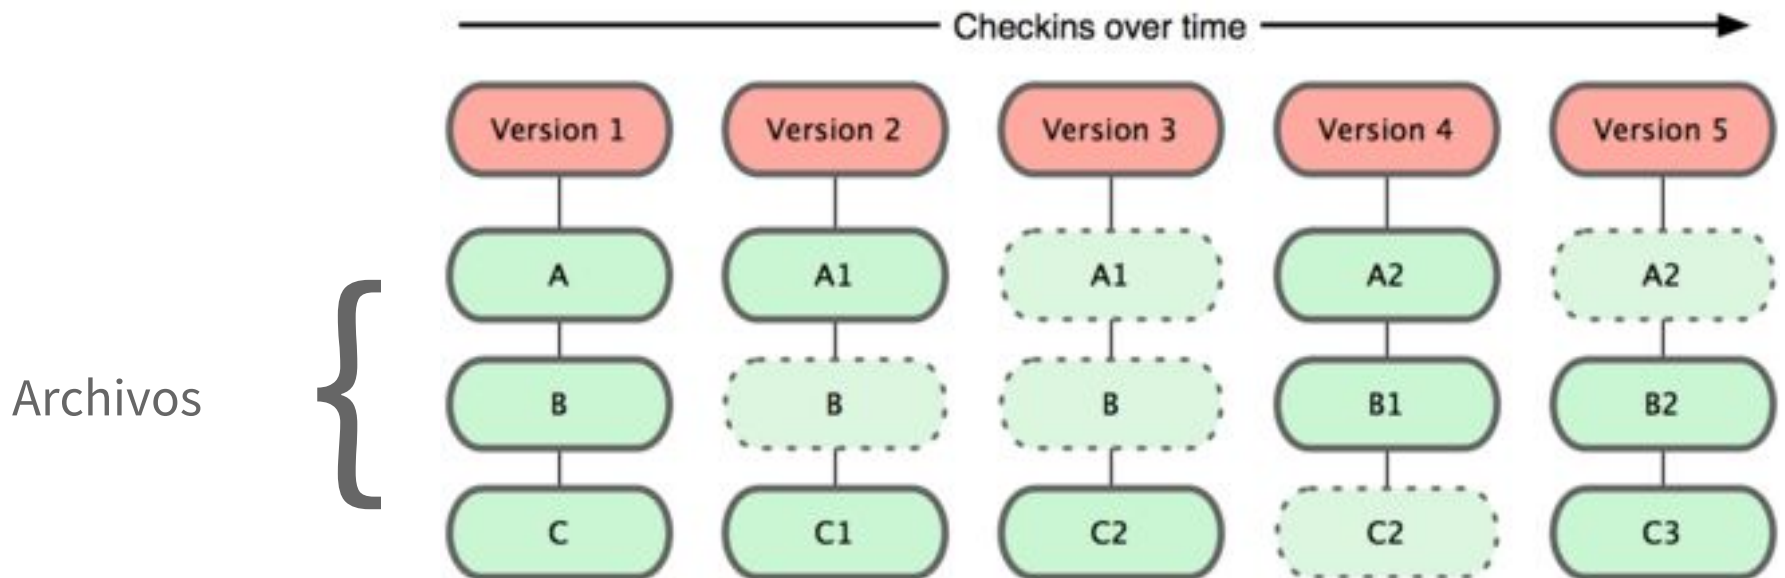 Checkins over time
Version 1 Version 2 Version 3 Version 4 Version 5
A A1 A1 A2 A2
Archivos B B B B1 B2
C C1 C2 C2 C3